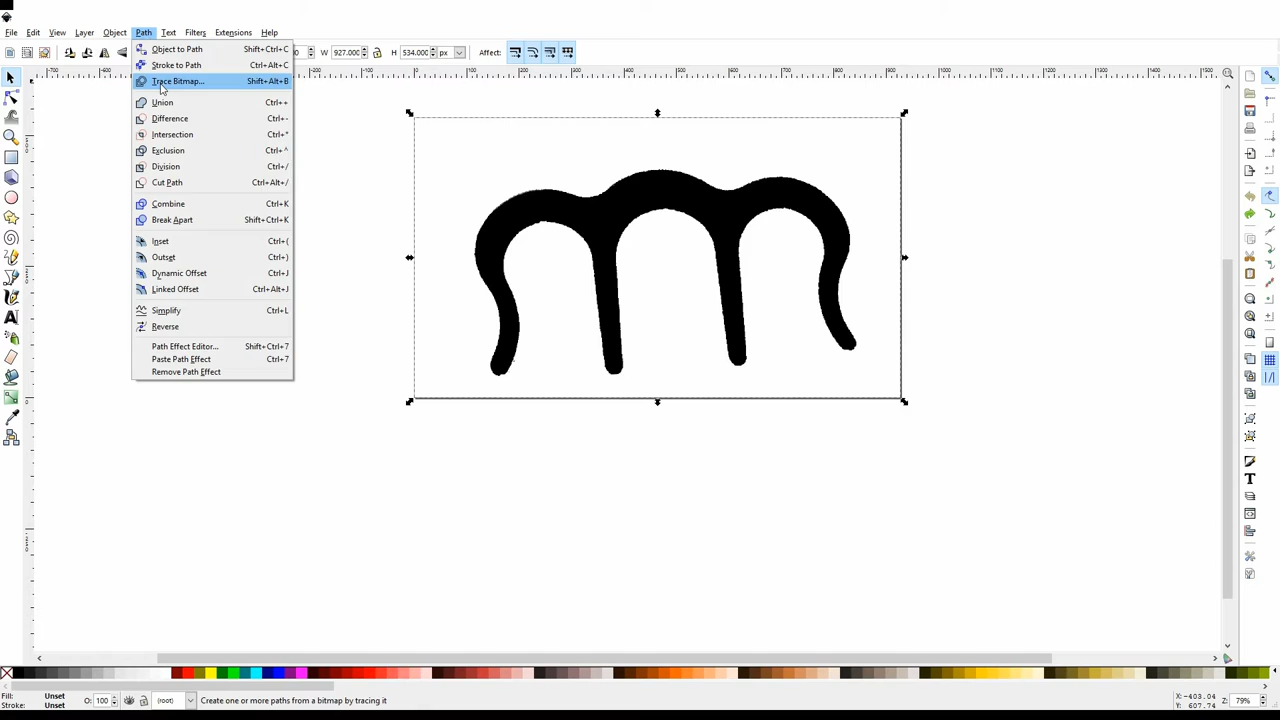 File Edit View Layer Object Path Text Filters Extensions Help
W 927.000 H 534.000 px Affect:
Object to Path Shift+Ctrl+C
Stroke to Path Ctrl+Alt+C
Trace Bitmap... Shift+Alt+B
Union Ctrl++
Difference Ctrl+-
Intersection Ctrl+*
Exclusion Ctrl+^
Division Ctrl+/
Cut Path Ctrl+Alt+/
Combine Ctrl+K
Break Apart Shift+Ctrl+K
Inset Ctrl+(
Outset Ctrl+)
Dynamic Offset Ctrl+J
Linked Offset Ctrl+Alt+J
Simplify Ctrl+L
Reverse
Path Effect Editor... Shift+Ctrl+7
Paste Path Effect Ctrl+7
Remove Path Effect
Fill: Unset O: 100 (root) Create one or more paths from a bitmap by tracing it X: -403.04 Z: 79%
Stroke: Unset Y: 607.74